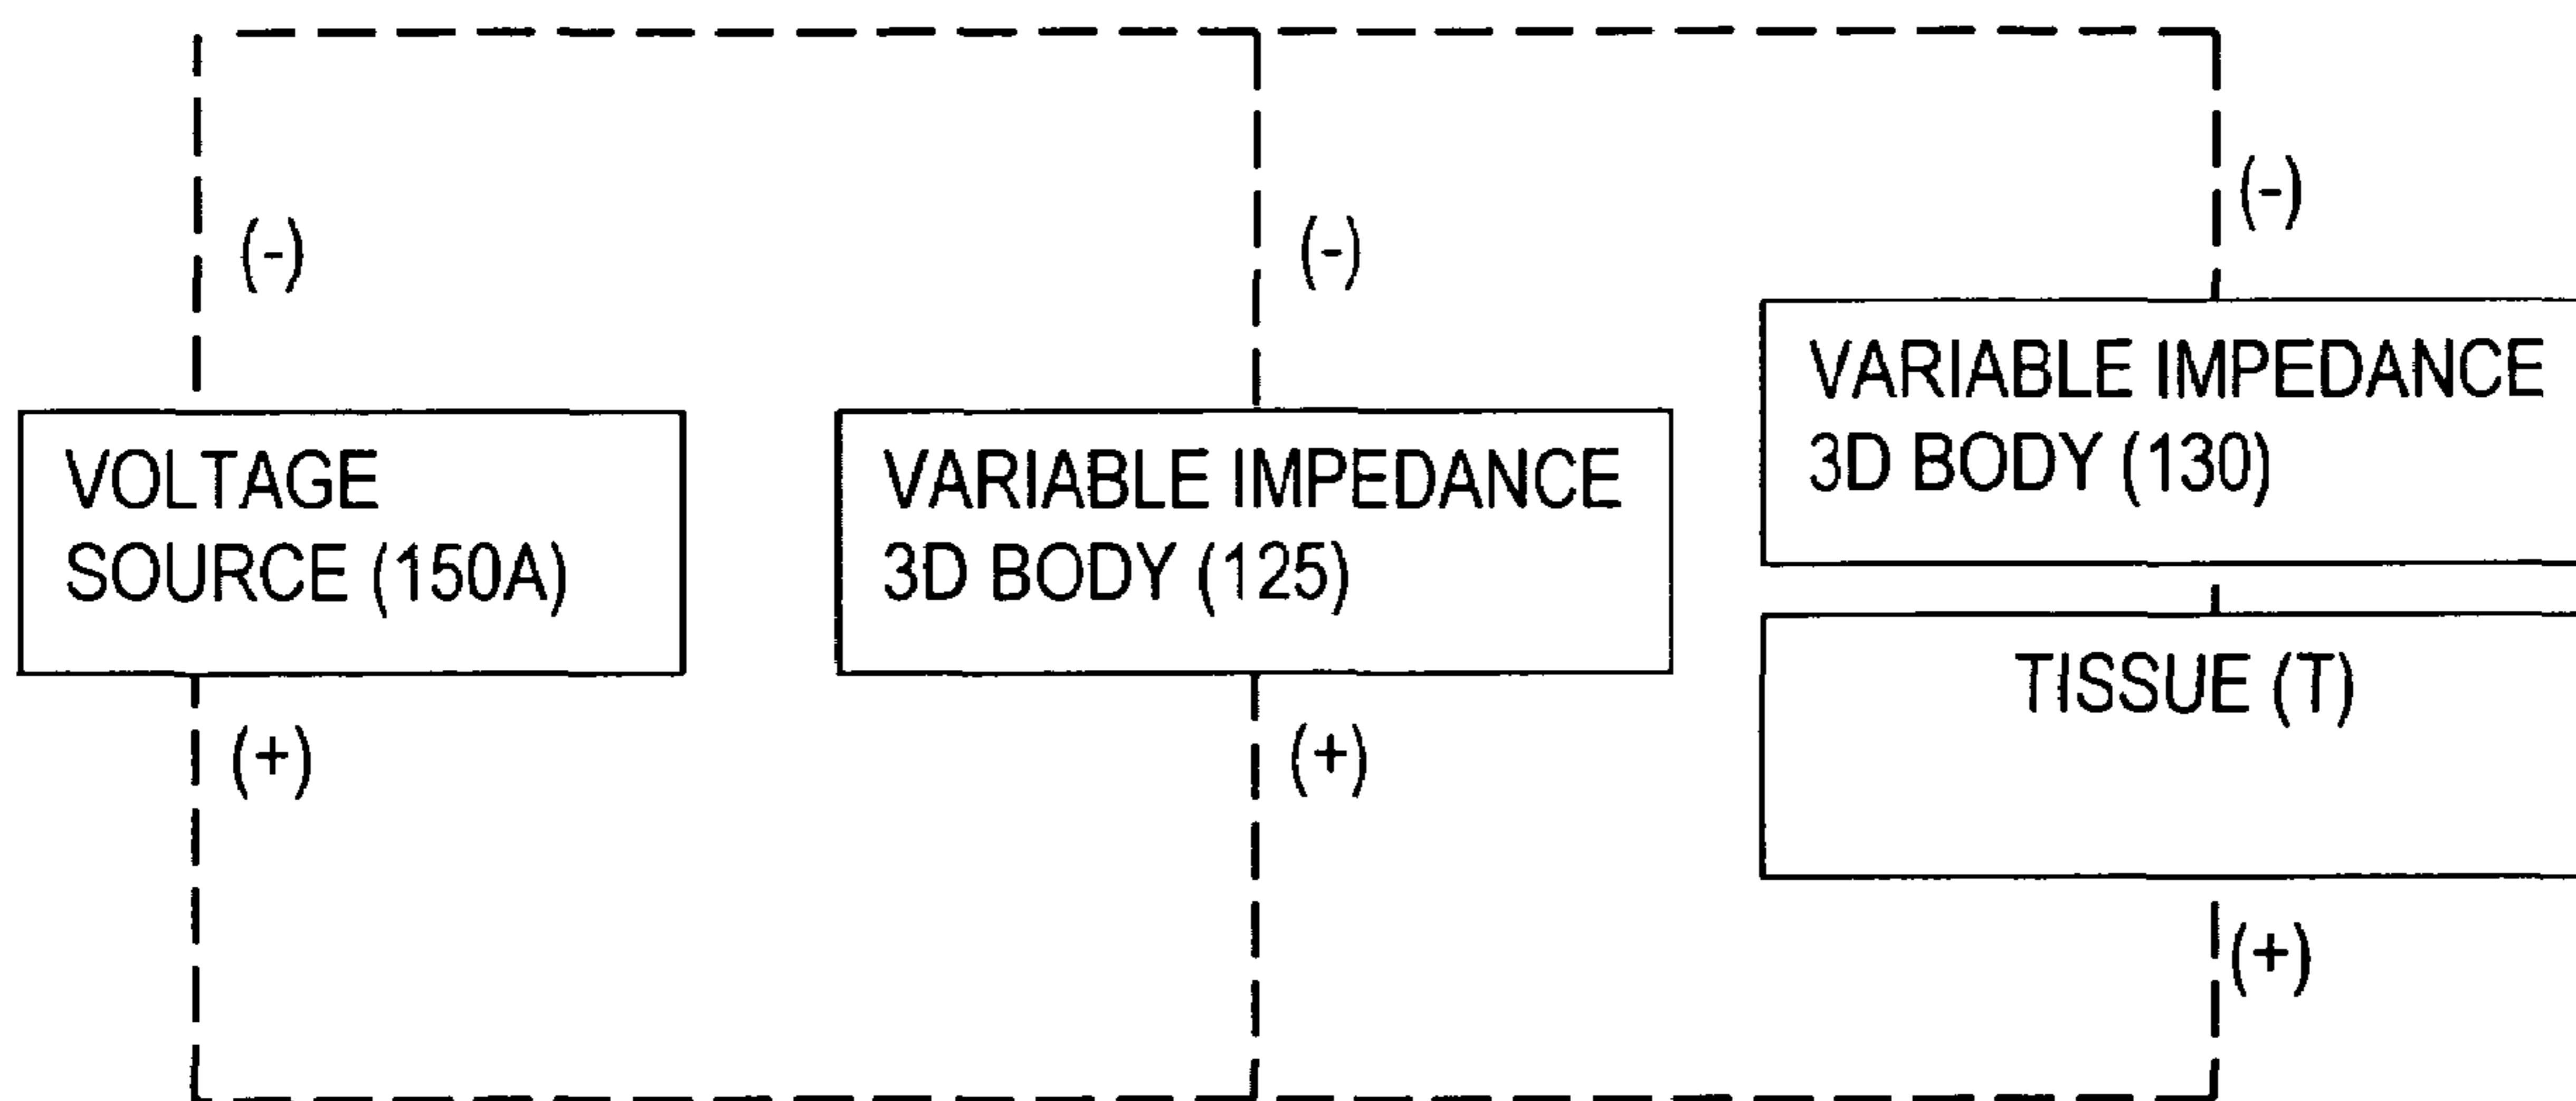 (-)
(-)
(-)
VOLTAGE
SOURCE (150A)
VARIABLE IMPEDANCE
3D BODY (125)
VARIABLE IMPEDANCE
3D BODY (130)
TISSUE (T)
(+)
(+)
(+)